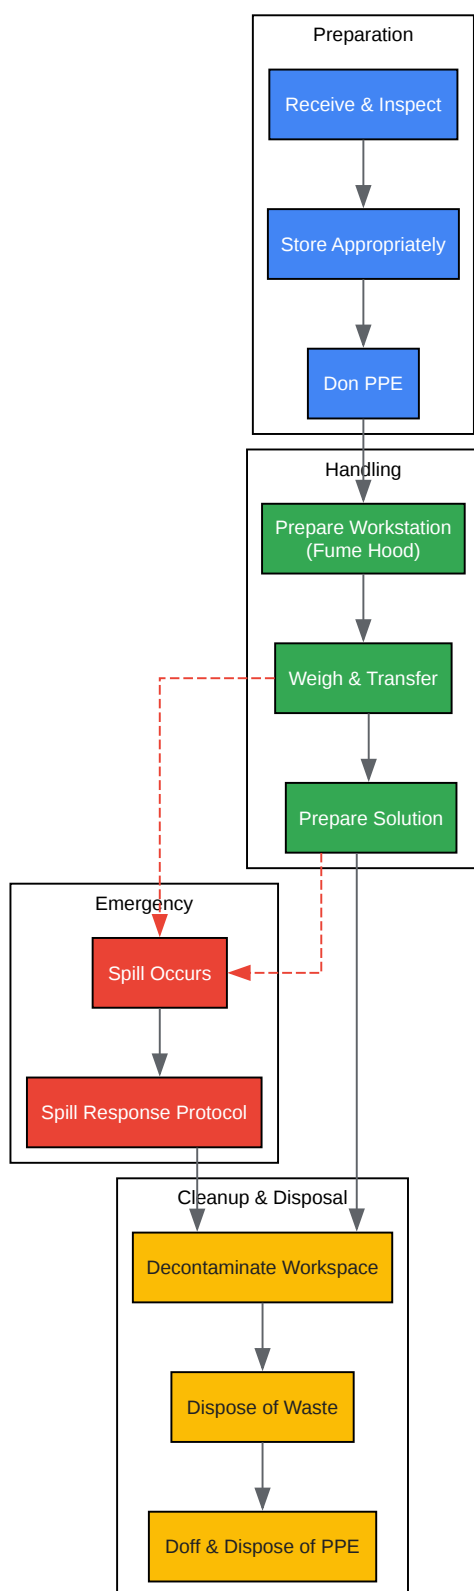 Preparation
Receive & Inspect
Store Appropriately
Don PPE
Handling
Prepare Workstation
(Fume Hood)
Weigh & Transfer
Prepare Solution
Emergency
Spill Occurs
Spill Response Protocol
Cleanup & Disposal
Decontaminate Workspace
Dispose of Waste
Doff & Dispose of PPE